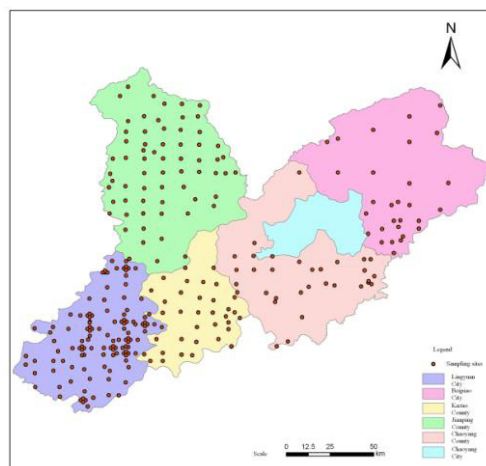 N
Legend
Sampling sites
Lingyuan
City
Beipiao
City
County
Jianping
County
Chaoyang
County
Chaoyang
City
Scale
0 12.5 25 50
km